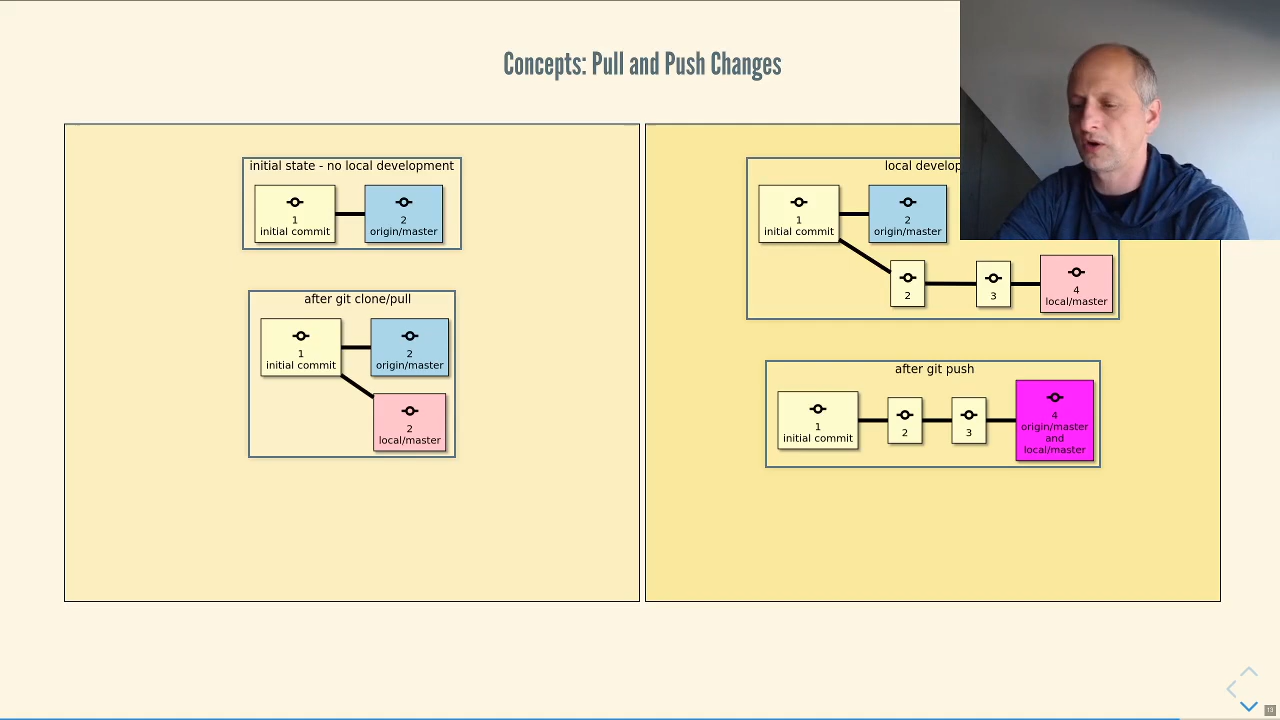 Concepts: Pull and Push Changes
initial state - no local development
1
initial commit
2
origin/master
after git clone/pull
1
initial commit
2
origin/master
2
local/master
local
1
initial commit
2
origin/master
2
3
4
local/master
after git push
1
initial commit
2
3
4
origin/master
and
local/master
13